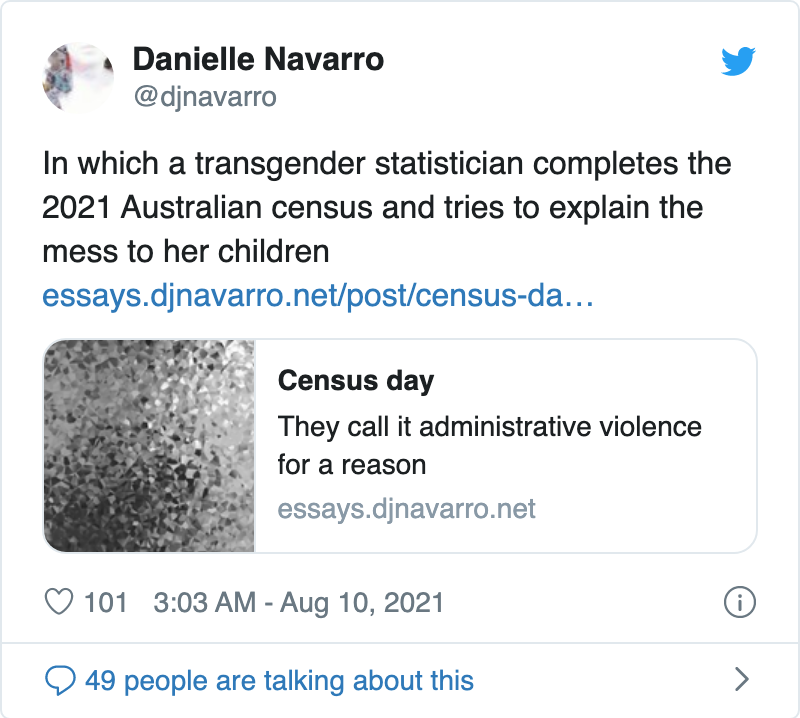 Danielle Navarro
@djnavarro
In which a transgender statistician completes the
2021 Australian census and tries to explain the
mess to her children
essays.djnavarro.net/post/census-da…
Census day
They call it administrative violence
for a reason
essays.djnavarro.net
101 3:03 AM - Aug 10, 2021
49 people are talking about this